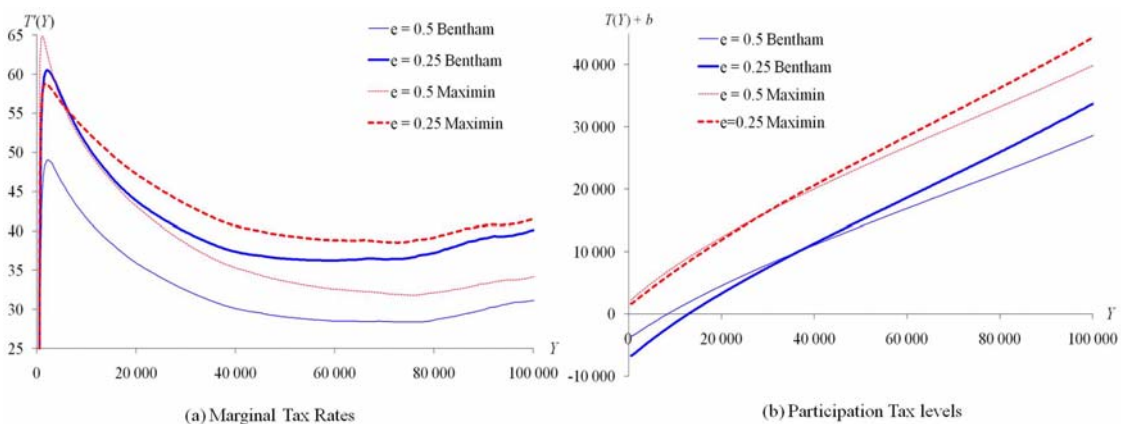 T'(Y)
65
60
55
50
45
40
35
30
25
0
20 000
40 000
60 000
80 000
100 000
Y
e = 0.5 Bentham
e = 0.25 Bentham
e = 0.5 Maximin
e = 0.25 Maximin
(a) Marginal Tax Rates
T(Y) + b
40 000
30 000
20 000
10 000
0
-10 000
0
20 000
40 000
60 000
80 000
100 000
Y
e = 0.5 Bentham
e = 0.25 Bentham
e = 0.5 Maximin
e=0.25 Maximin
(b) Participation Tax levels